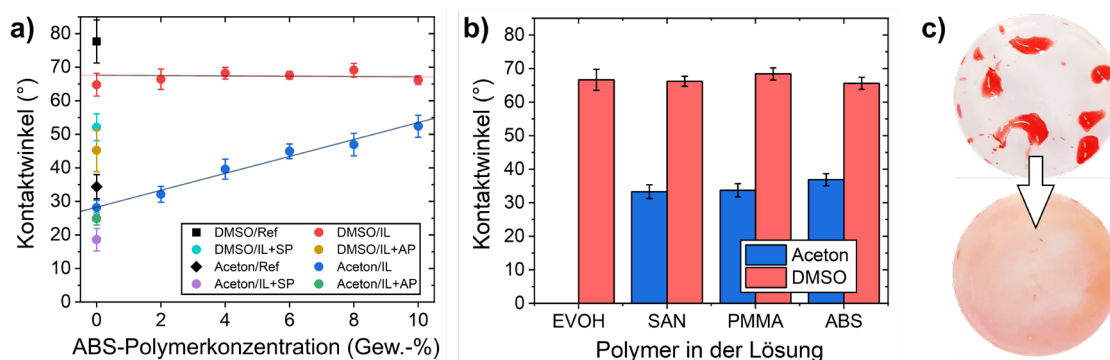 a)
Kontaktwinkel (°)
80
70
60
50
40
30
20
10
0
DMSO/Ref DMSO/IL
DMSO/IL+SP DMSO/IL+AP
Aceton/Ref Aceton/IL
Aceton/IL+SP Aceton/IL+AP
0 2 4 6 8 10
ABS-Polymerkonzentration (Gew.-%)
b)
Kontaktwinkel (°)
80
70
60
50
40
30
20
10
0
Aceton
DMSO
EVOH SAN PMMA ABS
Polymer in der Lösung
c)